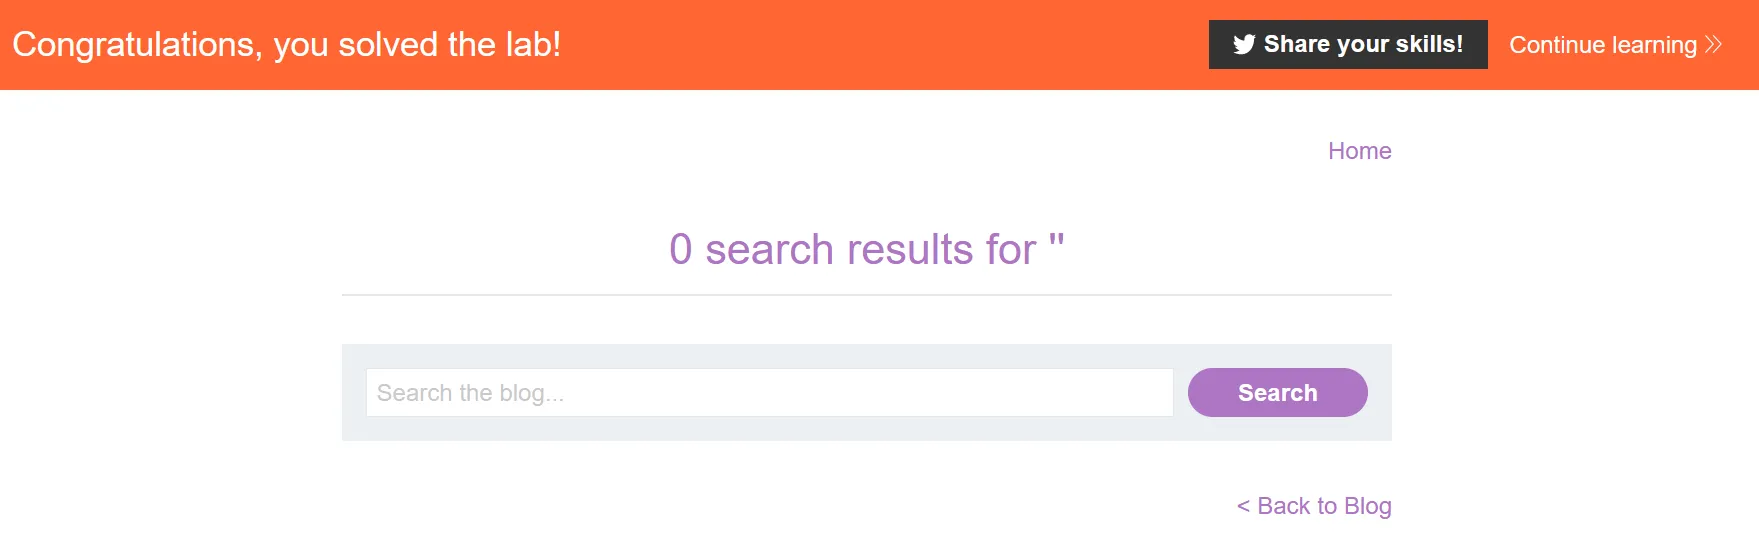 Congratulations, you solved the lab!
Share your skills!
Continue learning
Home
0 search results for ''
Search the blog...
Search
< Back to Blog